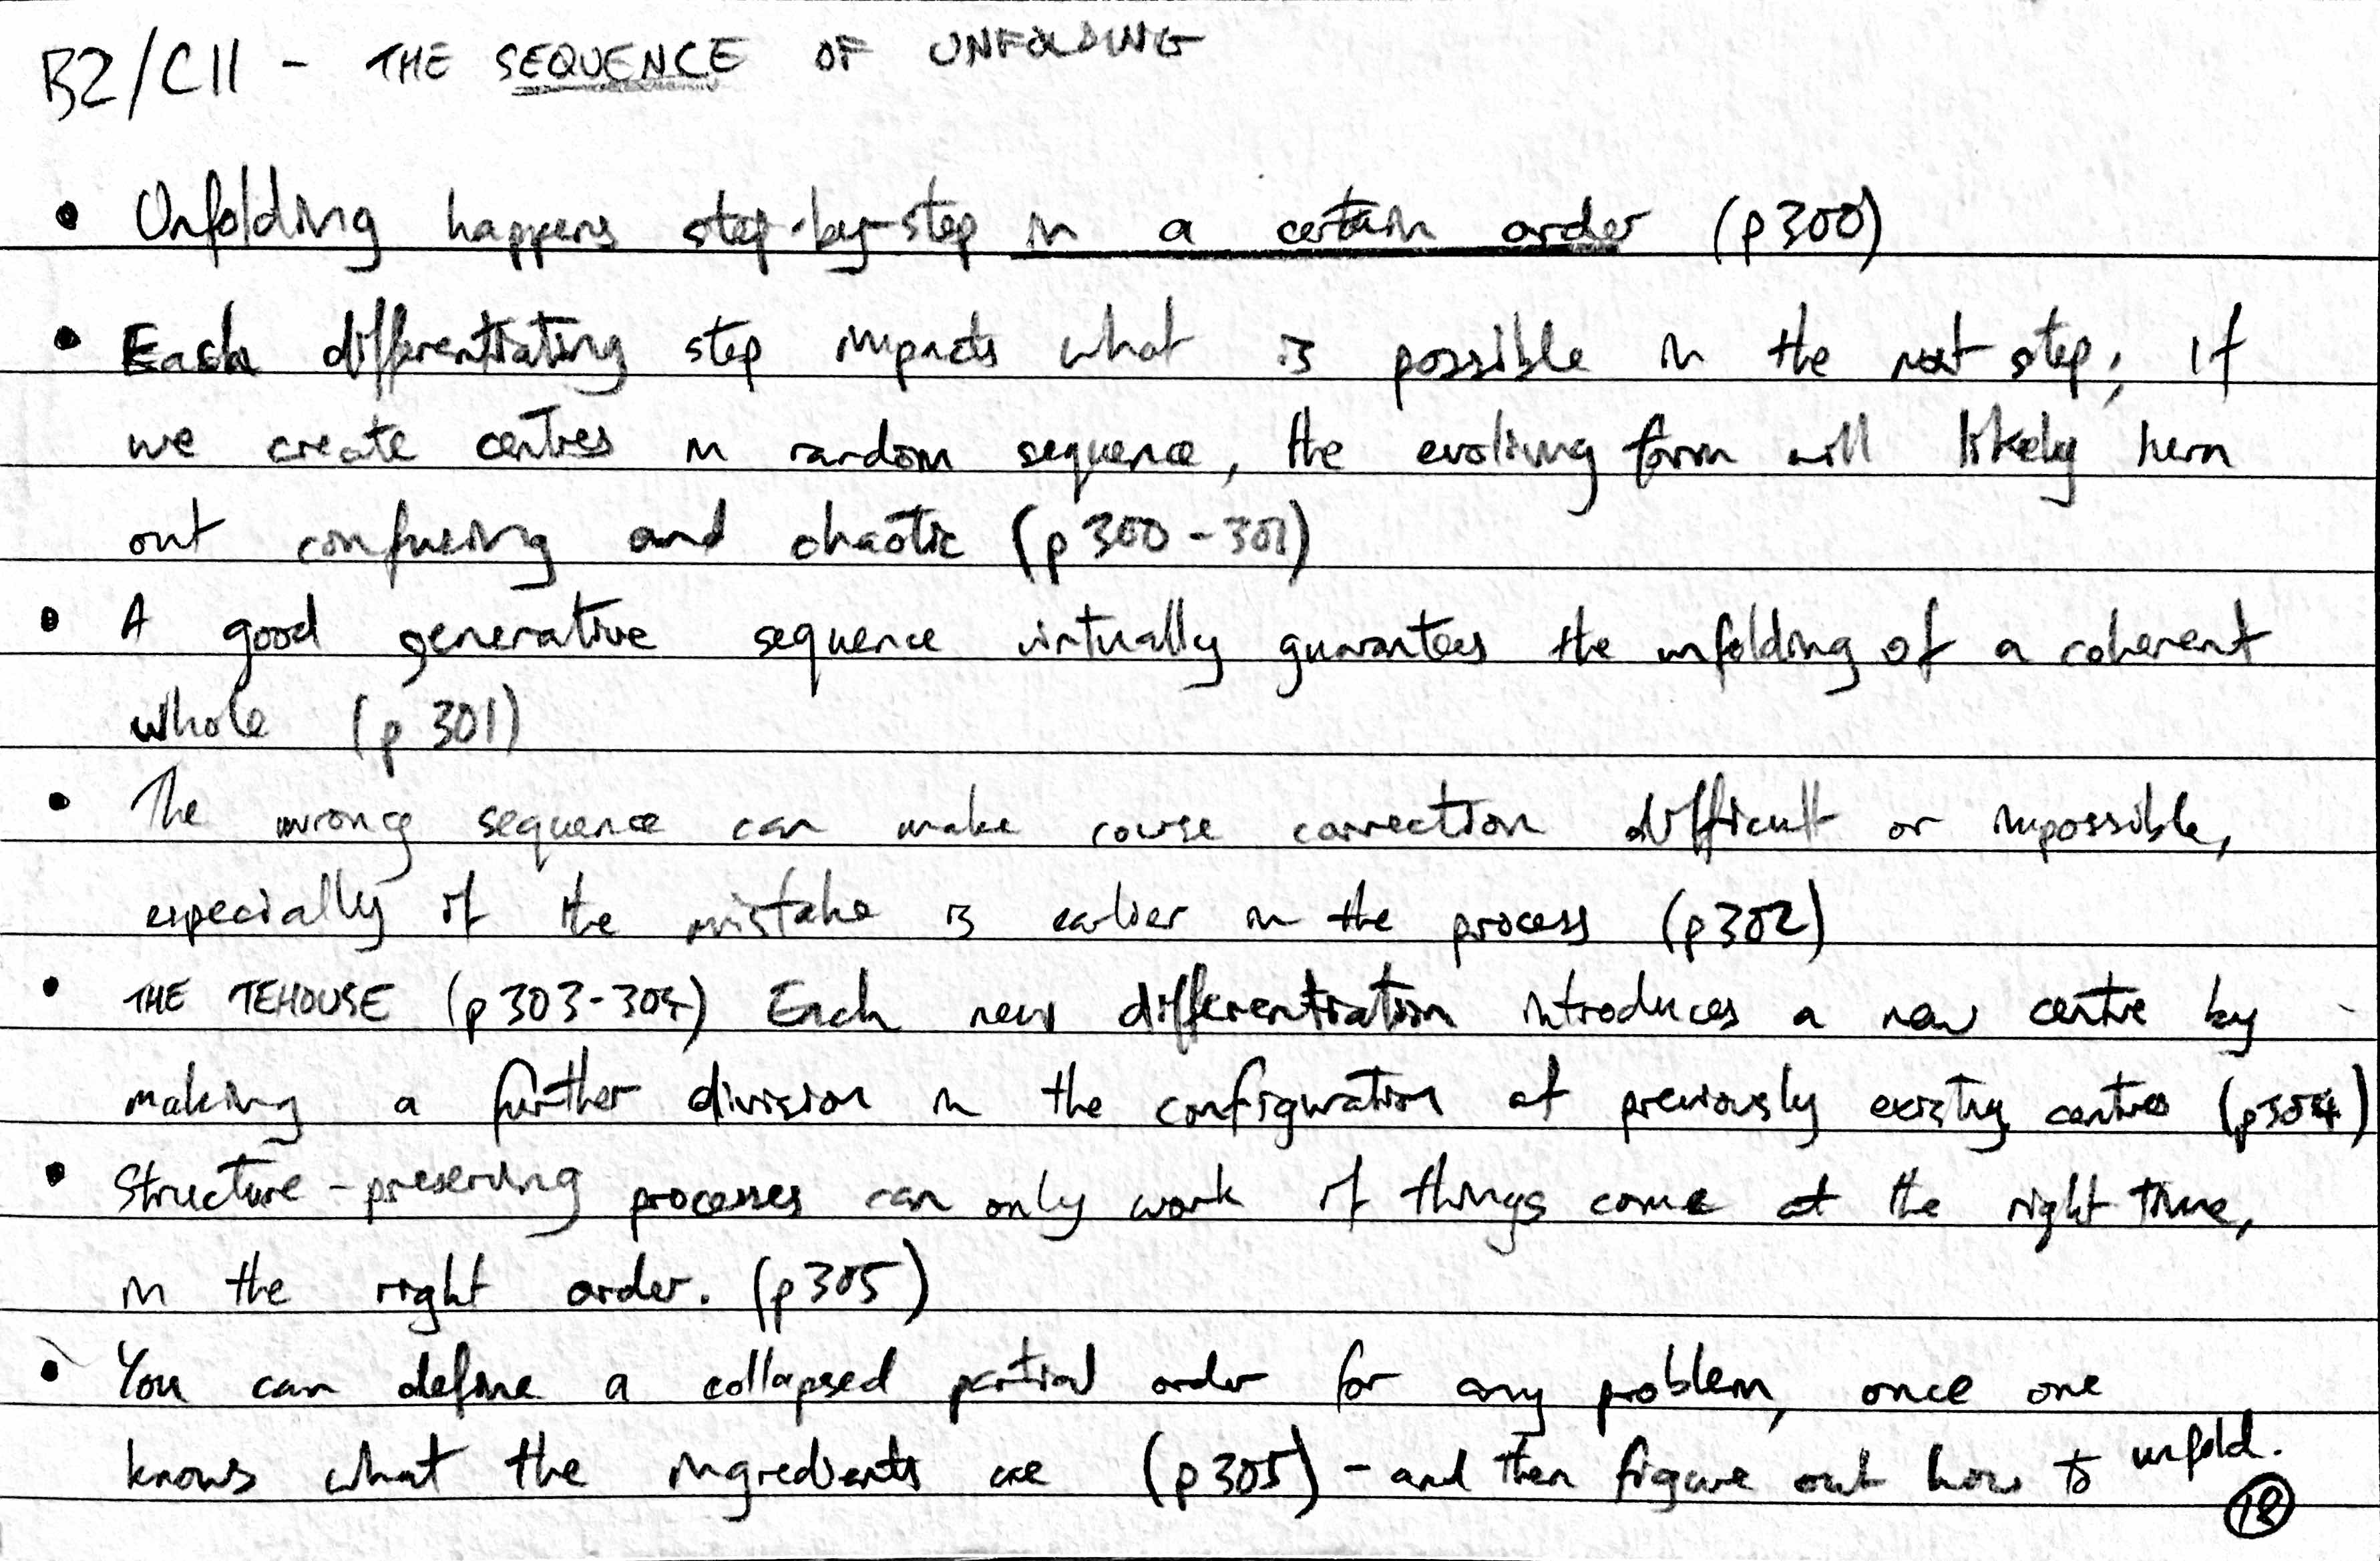 B2/C11 - THE SEQUENCE OF UNFOLDING
• Unfolding happens step-by-step in a certain order (p300)
• Each differentiating step impacts what is possible in the next step; if
we create centres in random sequence, the evolving form will likely turn
out confusing and chaotic (p300-301)
• A good generative sequence virtually guarantees the unfolding of a coherent
whole (p301)
• The wrong sequence can make course correction difficult or impossible,
especially if the mistake is earlier in the process (p302)
• THE TEHOUSE (p303-304) Each new differentiation introduces a new centre by
making a further division in the configuration of previously existing centres (p304)
• Structure-preserving processes can only work if things come at the right time,
in the right order. (p305)
• You can define a collapsed partial order for any problem, once one
knows what the ingredients are (p305) - and then figure out how to unfold.
18